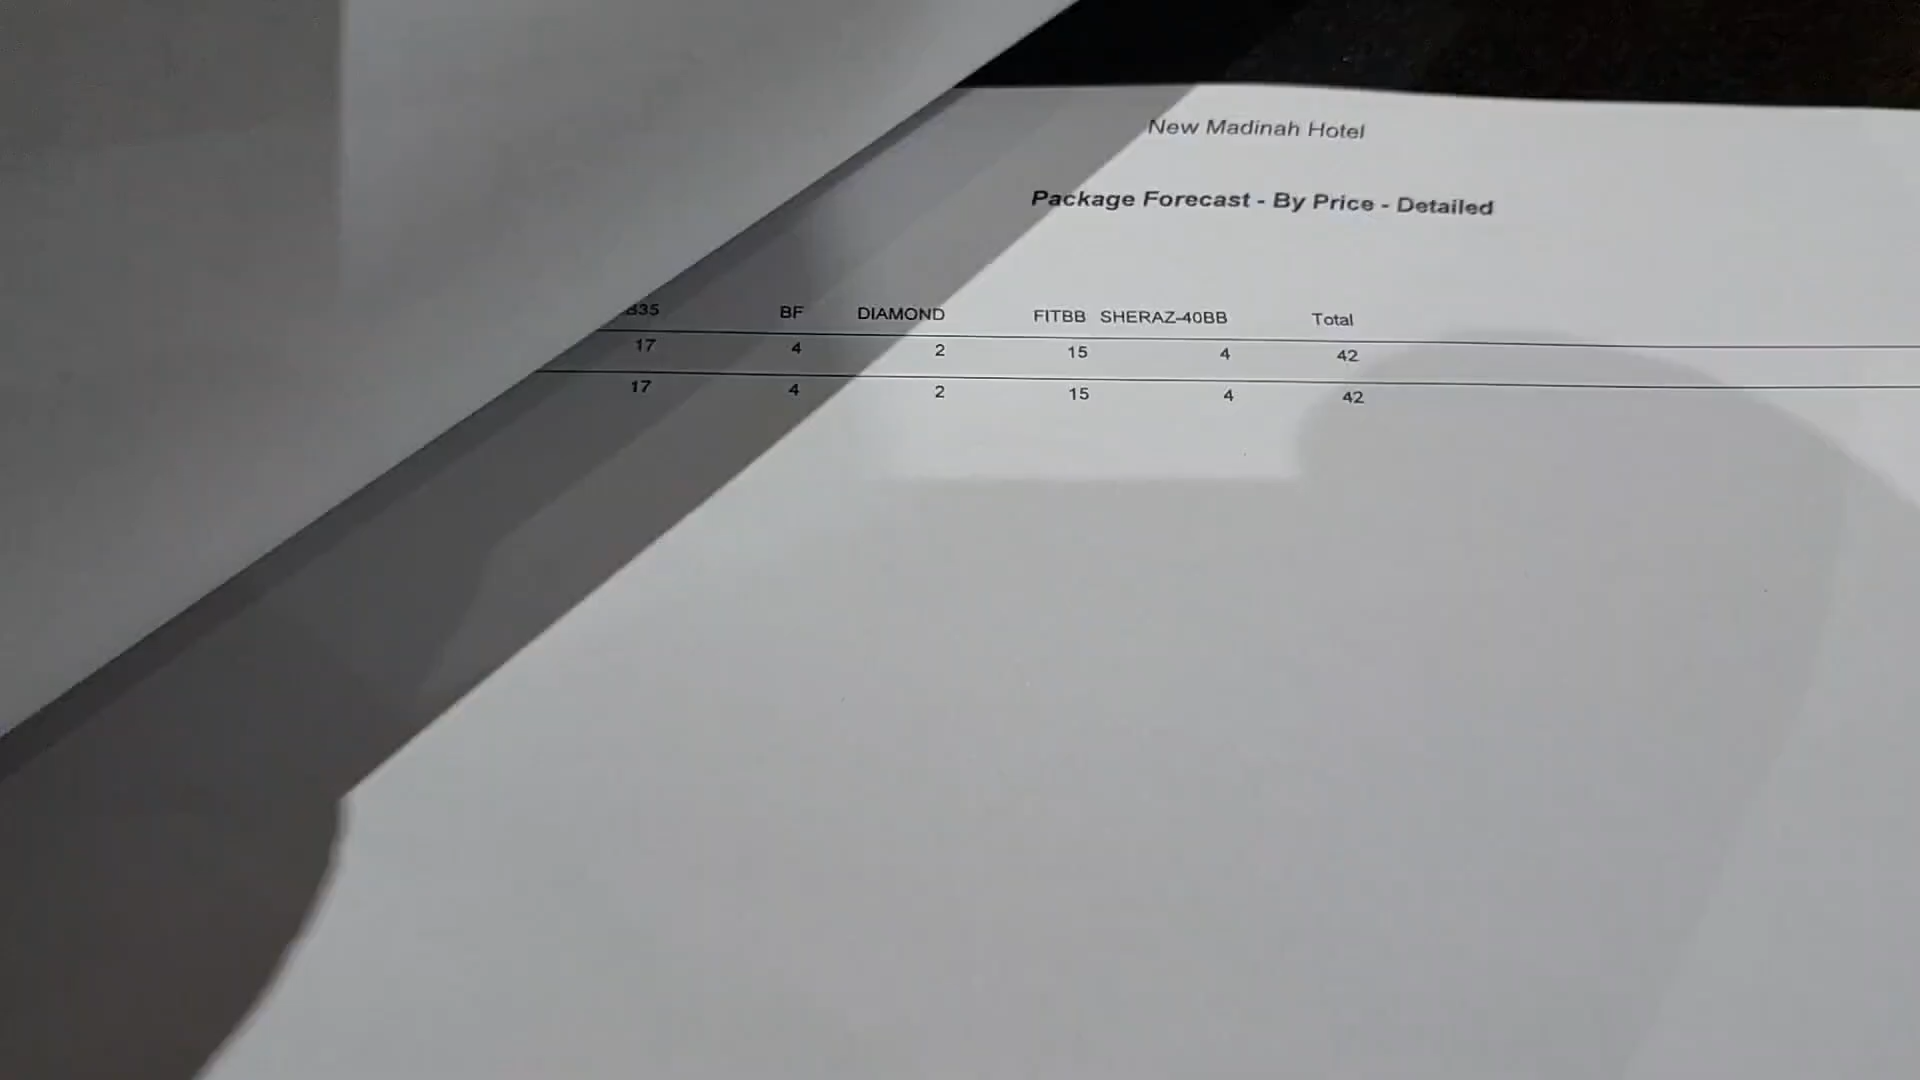 New Madinah Hotel
Package Forecast - By Price - Detailed
BF DIAMOND FITBB SHERAZ-40BB Total
17 4 2 15 4 42
17 4 2 15 4 42